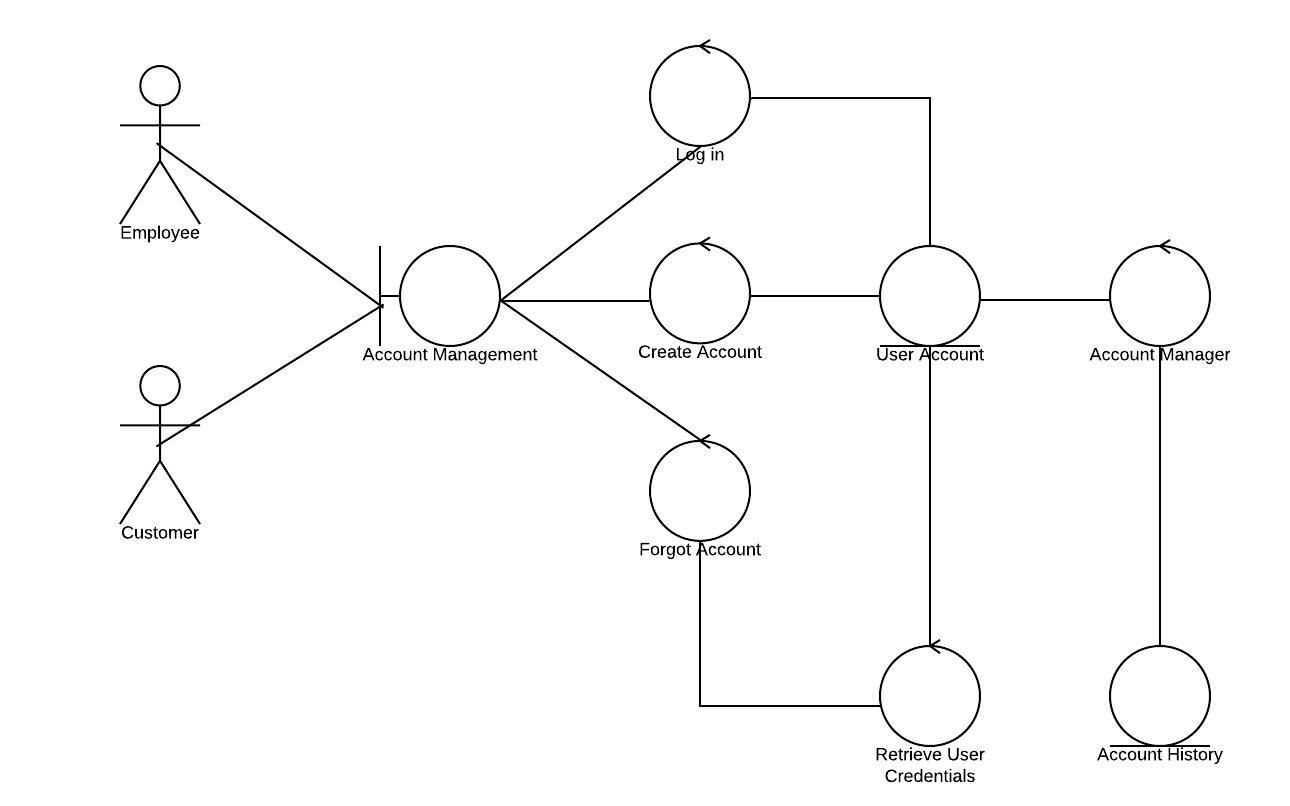 Log in
Employee
Account Management
Create Account
User Account
Account Manager
Customer
Forgot Account
Retrieve User
Credentials
Account History